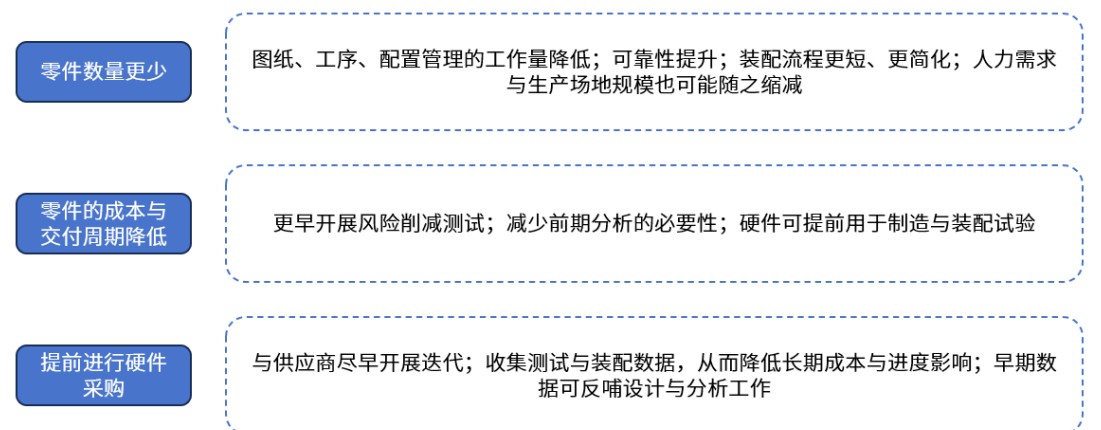 零件数量更少
图纸、工序、配置管理的工作量降低；可靠性提升；装配流程更短、更简化；人力需求
与生产场地规模也可能随之缩减
零件的成本与
交付周期降低
更早开展风险削减测试；减少前期分析的必要性；硬件可提前用于制造与装配试验
提前进行硬件
采购
与供应商尽早开展迭代；收集测试与装配数据，从而降低长期成本与进度影响；早期数
据可反哺设计与分析工作